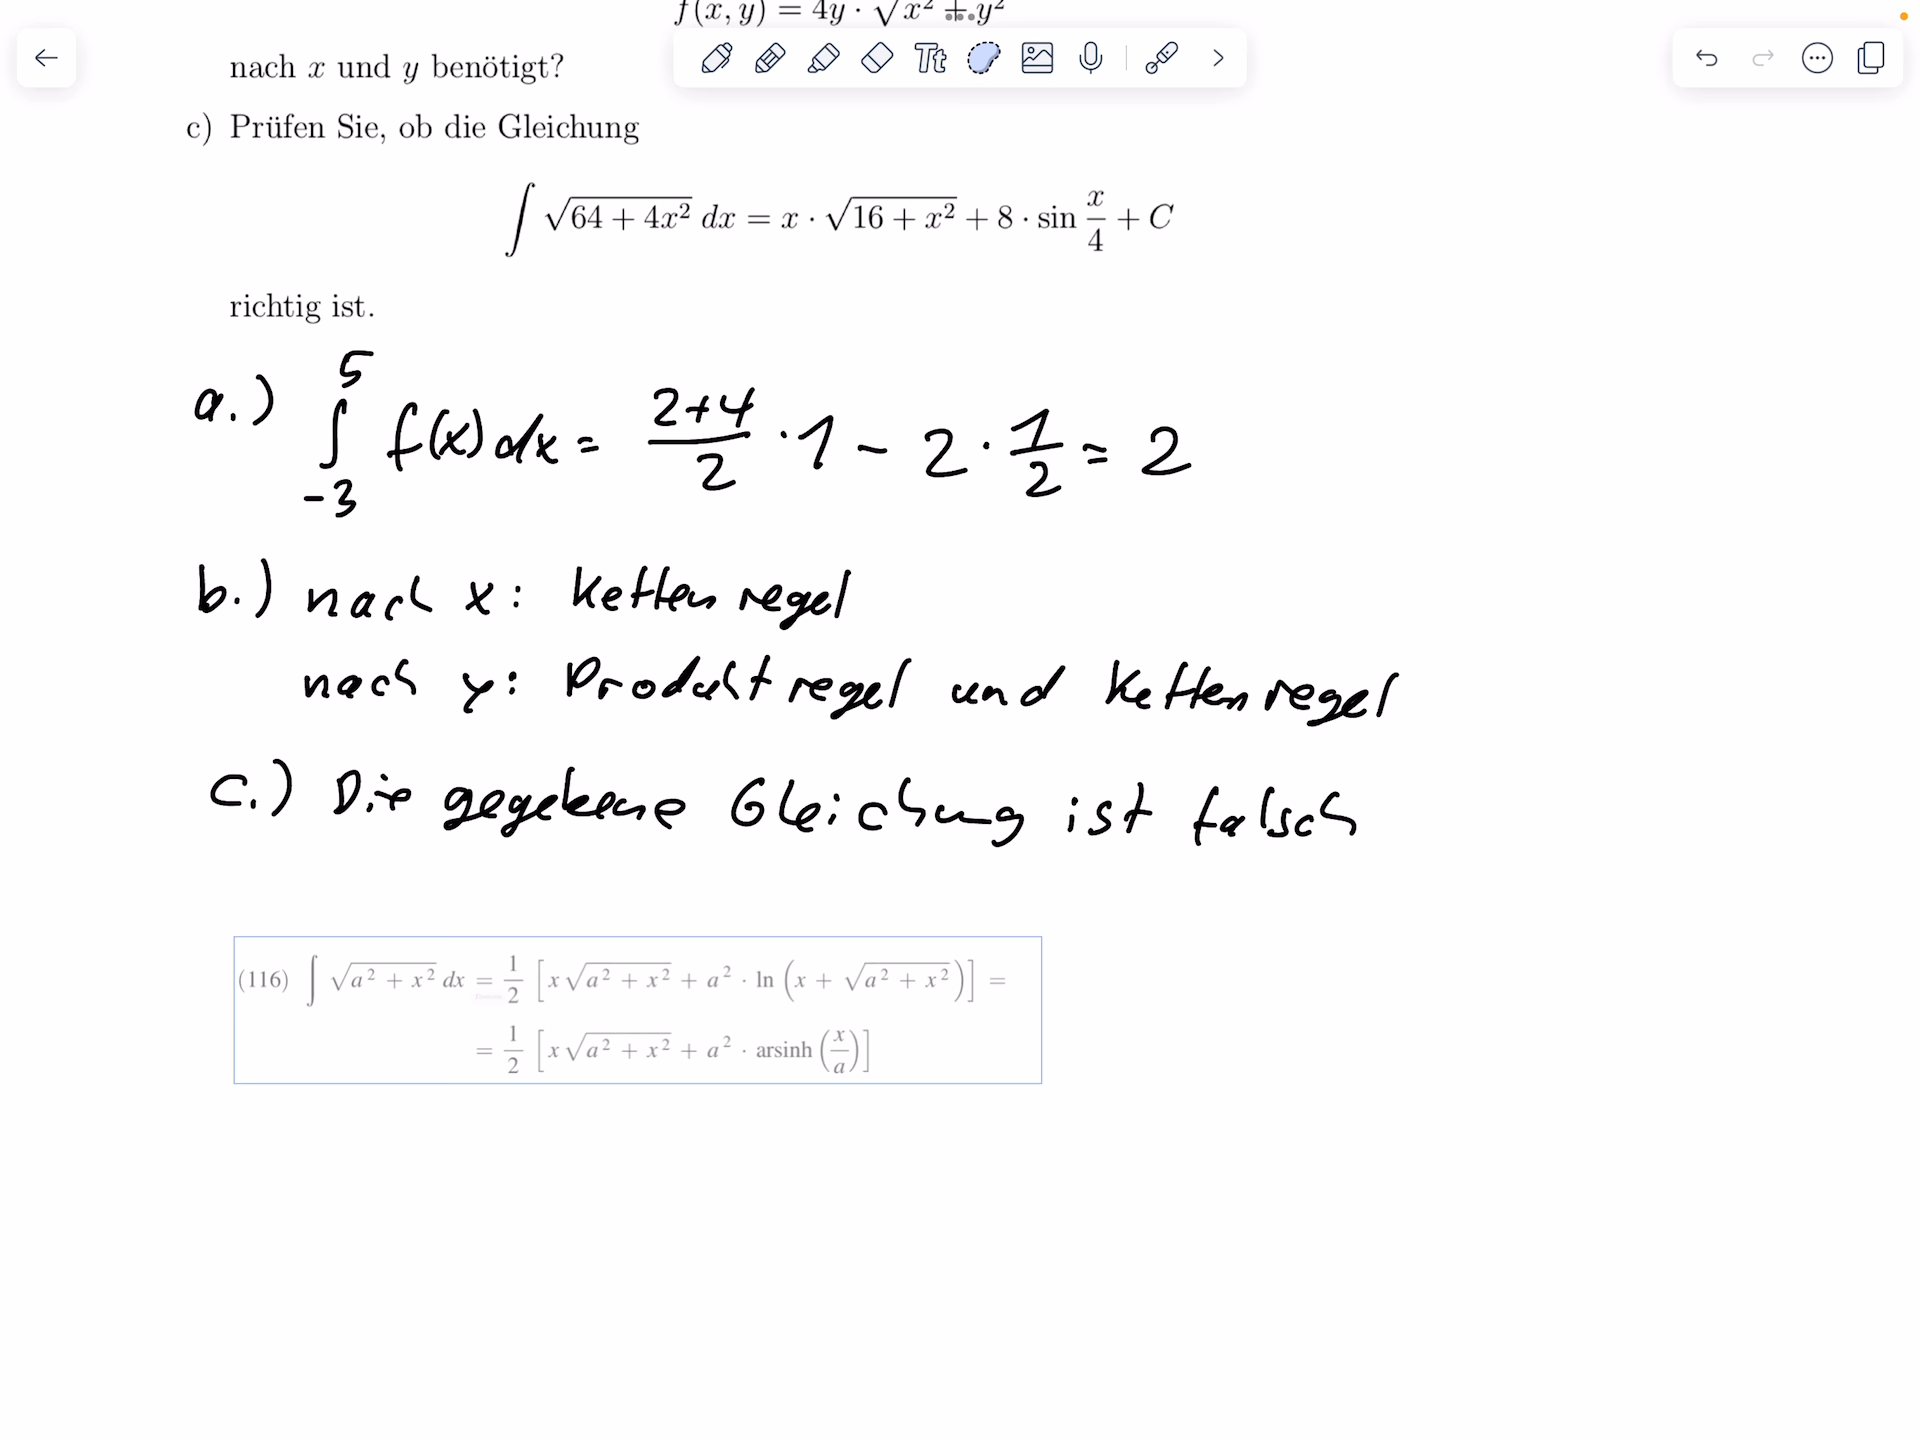 f(x, y) = 4y · √(x² + y²)
nach x und y benötigt?
Tt
c) Prüfen Sie, ob die Gleichung
∫ √(64 + 4x²) dx = x · √(16 + x²) + 8 · sin x/4 + C
richtig ist.
a.) ∫₋₃⁵ f(x) dx = (2+4)/2 · 1 - 2 · 1/2 = 2
b.) nach x: Kettenregel
nach y: Produktregel und Kettenregel
c.) Die gegebene Gleichung ist falsch
(116) ∫ √(a² + x²) dx = 1/2 [x√(a² + x²) + a² · ln (x + √(a² + x²))] =
= 1/2 [x√(a² + x²) + a² · arsinh (x/a)]